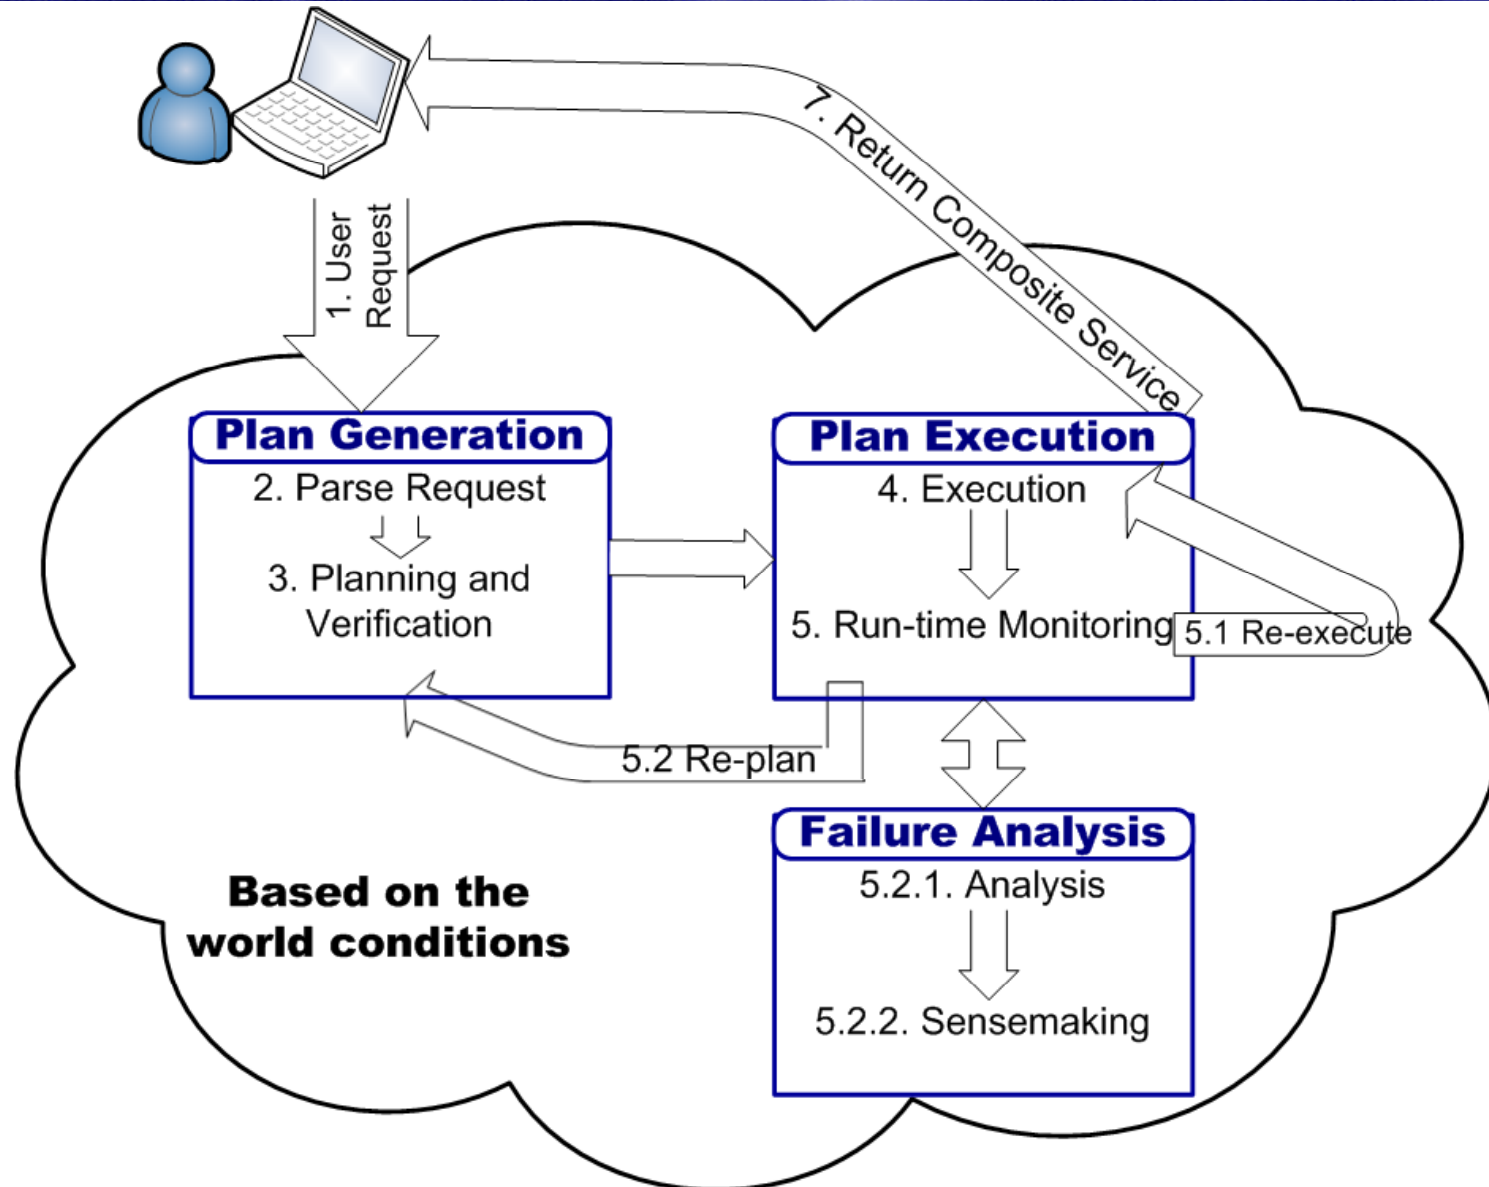 1. User
Request
7. Return Composite Service
Plan Generation
2. Parse Request
3. Planning and
Verification
Plan Execution
4. Execution
5. Run-time Monitoring
5.1 Re-execute
5.2 Re-plan
Failure Analysis
5.2.1. Analysis
5.2.2. Sensemaking
Based on the
world conditions